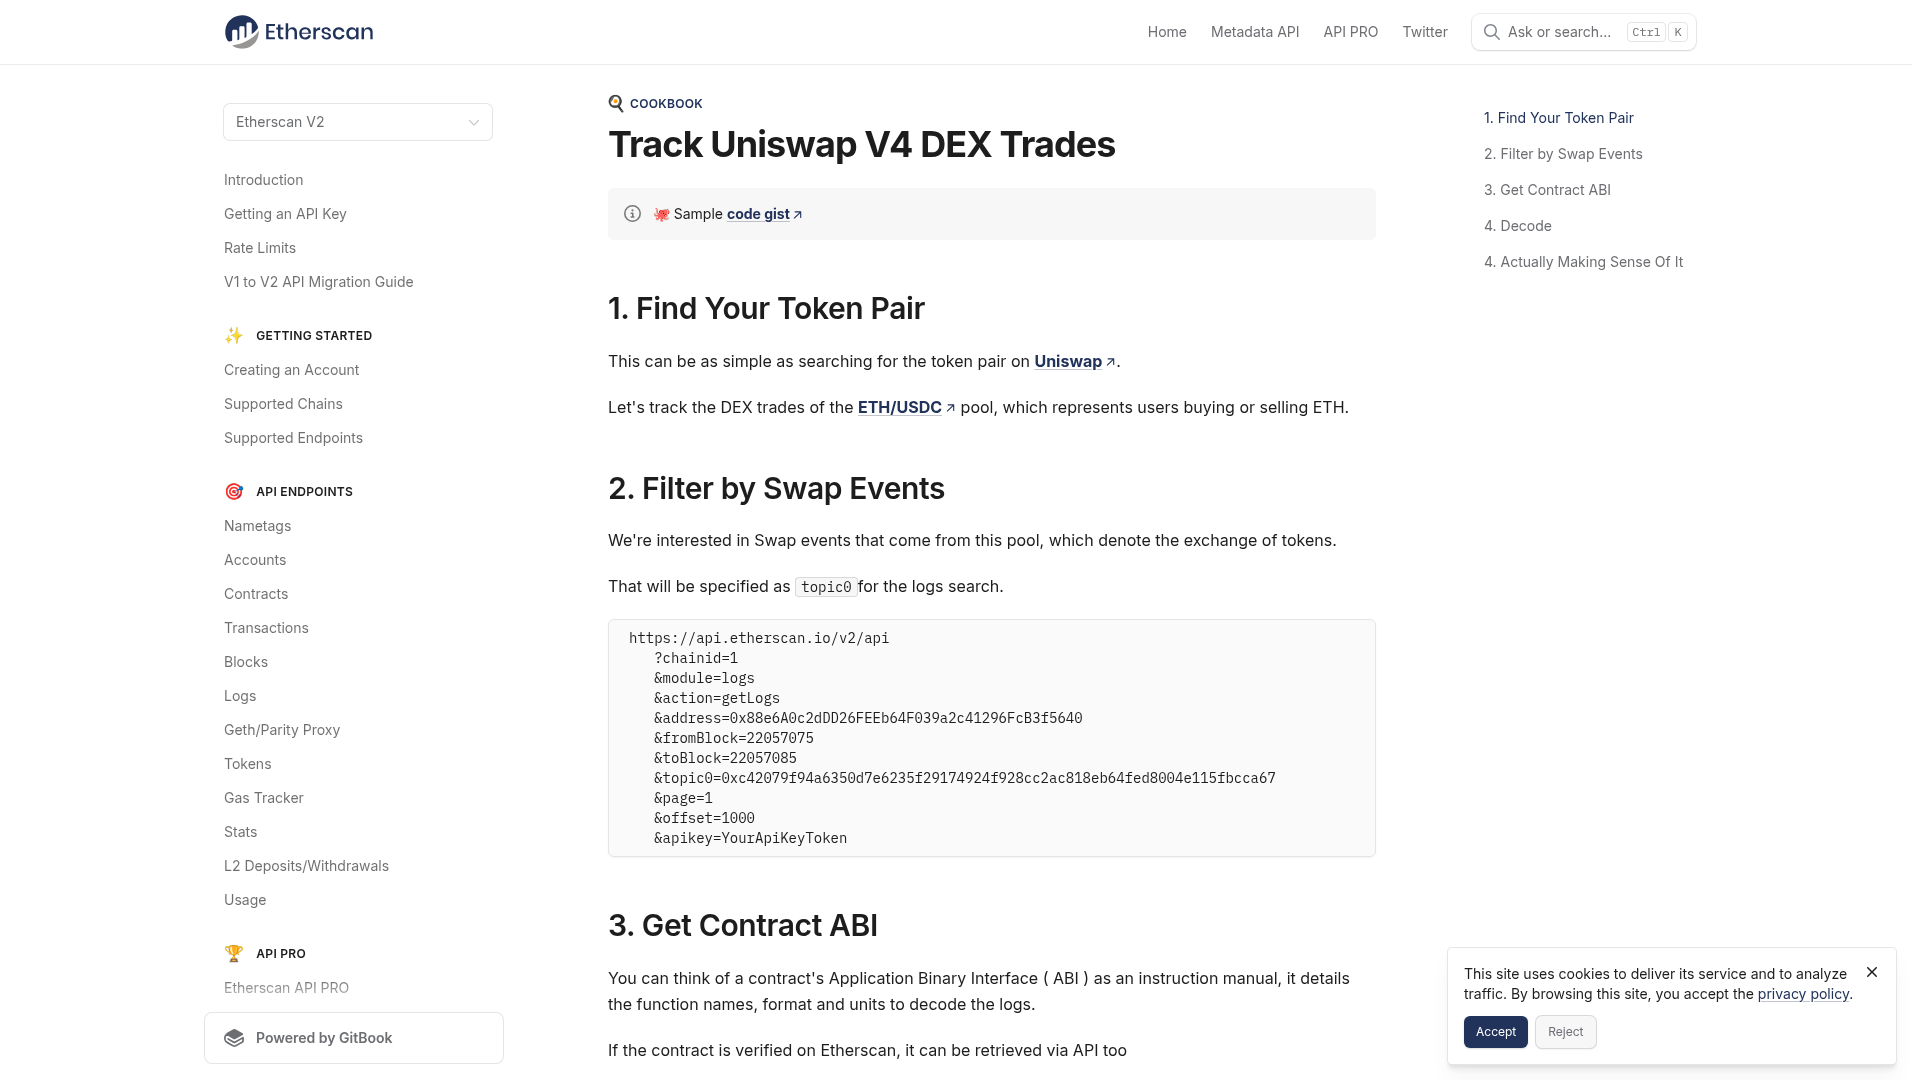 Etherscan
Home
Metadata API
API PRO
Twitter
Ask or search...
Ctrl
K
Etherscan V2
Introduction
Getting an API Key
Rate Limits
V1 to V2 API Migration Guide
GETTING STARTED
Creating an Account
Supported Chains
Supported Endpoints
API ENDPOINTS
Nametags
Accounts
Contracts
Transactions
Blocks
Logs
Geth/Parity Proxy
Tokens
Gas Tracker
Stats
L2 Deposits/Withdrawals
Usage
API PRO
Etherscan API PRO
Powered by GitBook
COOKBOOK
Track Uniswap V4 DEX Trades
Sample code gist
1. Find Your Token Pair
This can be as simple as searching for the token pair on Uniswap.
Let's track the DEX trades of the ETH/USDC pool, which represents users buying or selling ETH.
2. Filter by Swap Events
We're interested in Swap events that come from this pool, which denote the exchange of tokens.
That will be specified as topic0 for the logs search.
https://api.etherscan.io/v2/api
?chainid=1
&module=logs
&action=getLogs
&address=0x88e6A0c2dDD26FEEb64F039a2c41296FcB3f5640
&fromBlock=22057075
&toBlock=22057085
&topic0=0xc42079f94a6350d7e6235f29174924f928cc2ac818eb64fed8004e115fbcca67
&page=1
&offset=1000
&apikey=YourApiKeyToken
3. Get Contract ABI
You can think of a contract's Application Binary Interface ( ABI ) as an instruction manual, it details
the function names, format and units to decode the logs.
If the contract is verified on Etherscan, it can be retrieved via API too
1. Find Your Token Pair
2. Filter by Swap Events
3. Get Contract ABI
4. Decode
4. Actually Making Sense Of It
This site uses cookies to deliver its service and to analyze
traffic. By browsing this site, you accept the privacy policy.
Accept
Reject